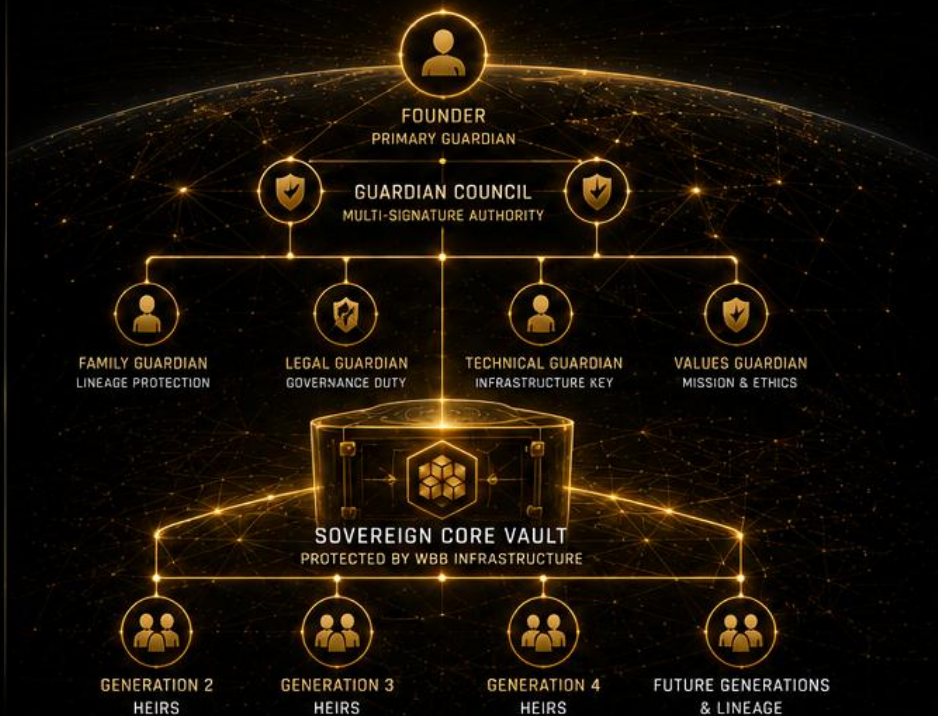 FOUNDER
PRIMARY GUARDIAN
GUARDIAN COUNCIL
MULTI-SIGNATURE AUTHORITY
FAMILY GUARDIAN
LINEAGE PROTECTION
LEGAL GUARDIAN
GOVERNANCE DUTY
TECHNICAL GUARDIAN
INFRASTRUCTURE KEY
VALUES GUARDIAN
MISSION & ETHICS
SOVEREIGN CORE VAULT
PROTECTED BY WBB INFRASTRUCTURE
GENERATION 2
HEIRS
GENERATION 3
HEIRS
GENERATION 4
HEIRS
FUTURE GENERATIONS
& LINEAGE